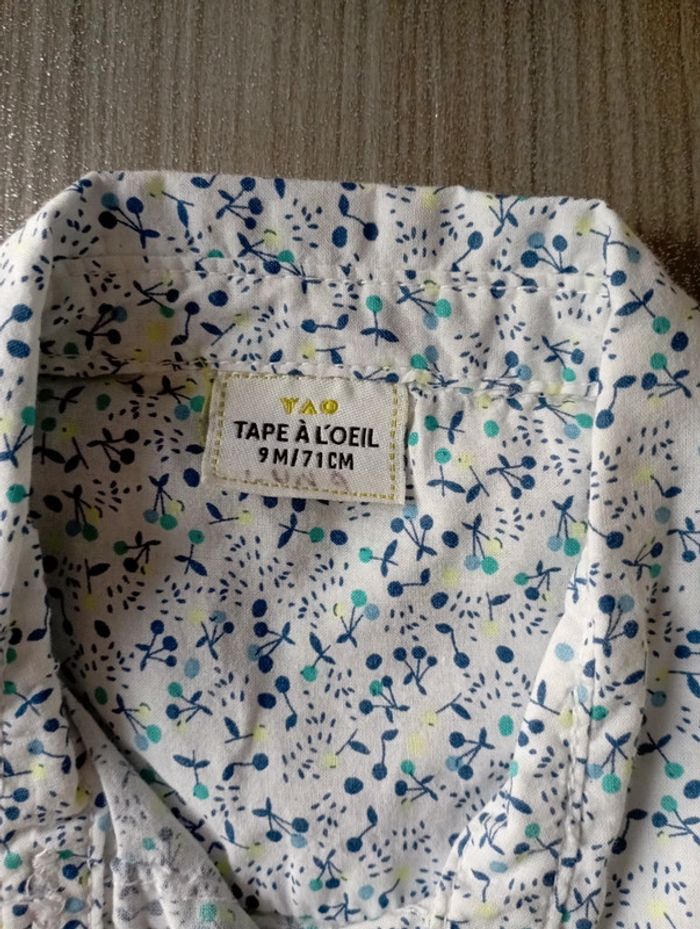 TAO
TAPE À L'OEIL
9M/71CM